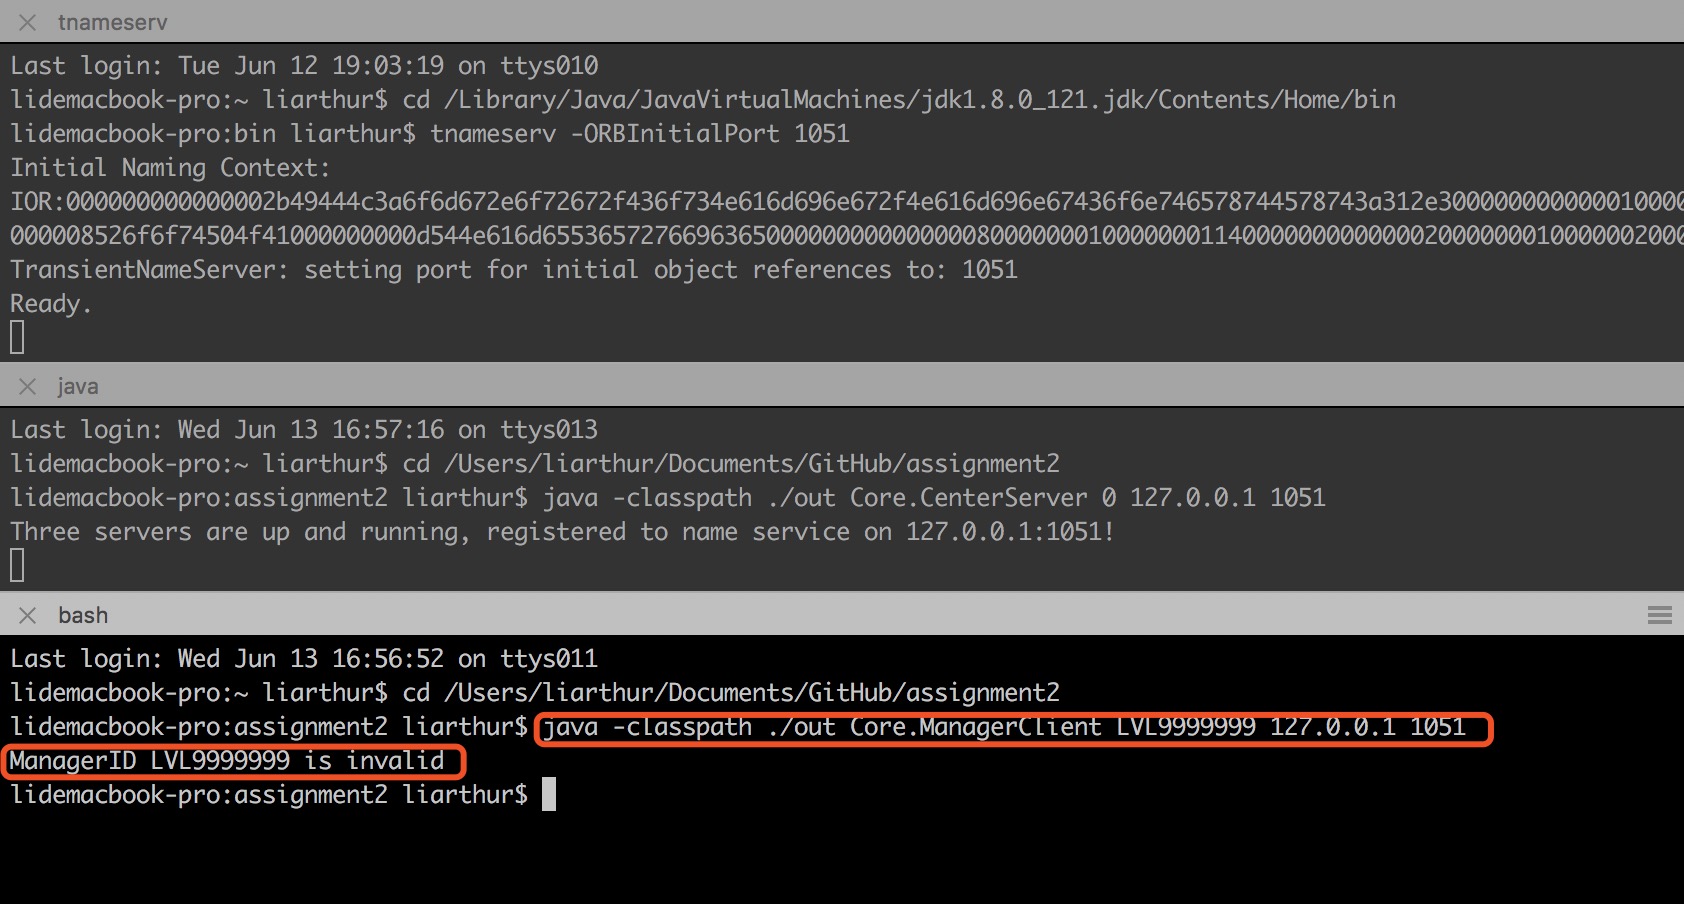 tnameserv
Last login: Tue Jun 12 19:03:19 on ttys010
lidemacbook-pro:~ liarthur$ cd /Library/Java/JavaVirtualMachines/jdk1.8.0_121.jdk/Contents/Home/bin
lidemacbook-pro:bin liarthur$ tnameserv -ORBInitialPort 1051
Initial Naming Context:
IOR:000000000000002b49444c3a6f6d672e6f72672f436f734e616d696e672f4e616d696e67436f6e746578744578743a312e30000000000000010000
TransientNameServer: setting port for initial object references to: 1051
Ready.
java
Last login: Wed Jun 13 16:57:16 on ttys013
lidemacbook-pro:~ liarthur$ cd /Users/liarthur/Documents/GitHub/assignment2
lidemacbook-pro:assignment2 liarthur$ java -classpath ./out Core.CenterServer 0 127.0.0.1 1051
Three servers are up and running, registered to name service on 127.0.0.1:1051!
bash
Last login: Wed Jun 13 16:56:52 on ttys011
lidemacbook-pro:~ liarthur$ cd /Users/liarthur/Documents/GitHub/assignment2
lidemacbook-pro:assignment2 liarthur$ java -classpath ./out Core.ManagerClient LVL9999999 127.0.0.1 1051
ManagerID LVL9999999 is invalid
lidemacbook-pro:assignment2 liarthur$